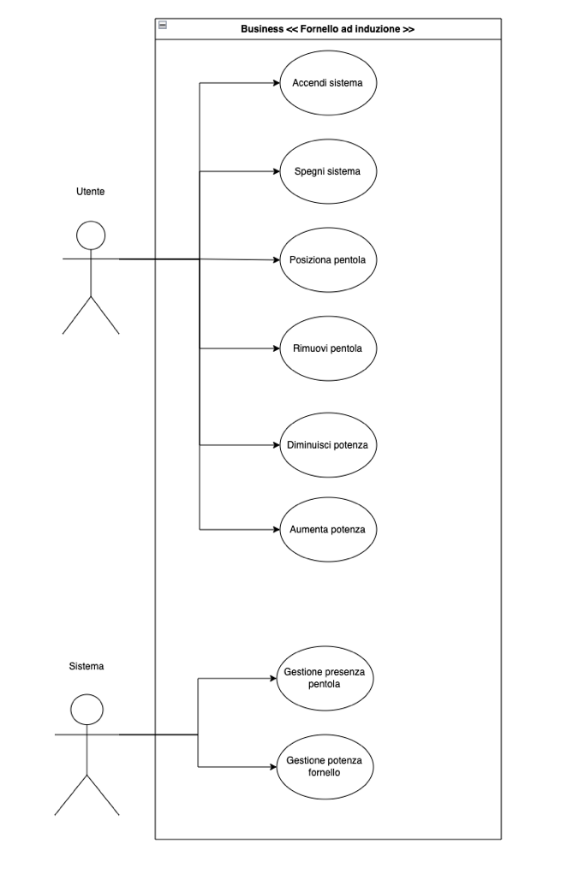 Business << Fornello ad induzione >>
Accendi sistema
Spegni sistema
Utente
Posiziona pentola
Rimuovi pentola
Diminuisci potenza
Aumenta potenza
Sistema
Gestione presenza
pentola
Gestione potenza
fornello